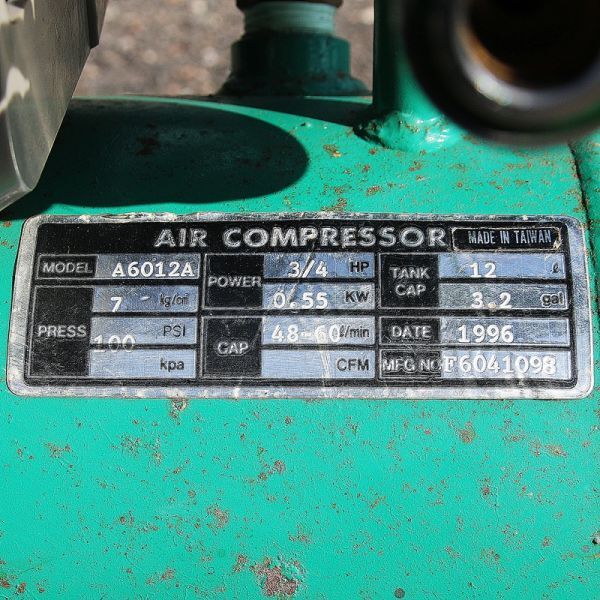 AIR COMPRESSOR MADE IN TAIWAN
MODEL A6012A
PRESS 7 kg/cm
100 PSI
kpa
POWER 3/4 HP
0.55 KW
CAP 48-60 ℓ/min
CFM
TANK CAP 12 ℓ
3.2 gal
DATE 1996
MFG NO F6041098